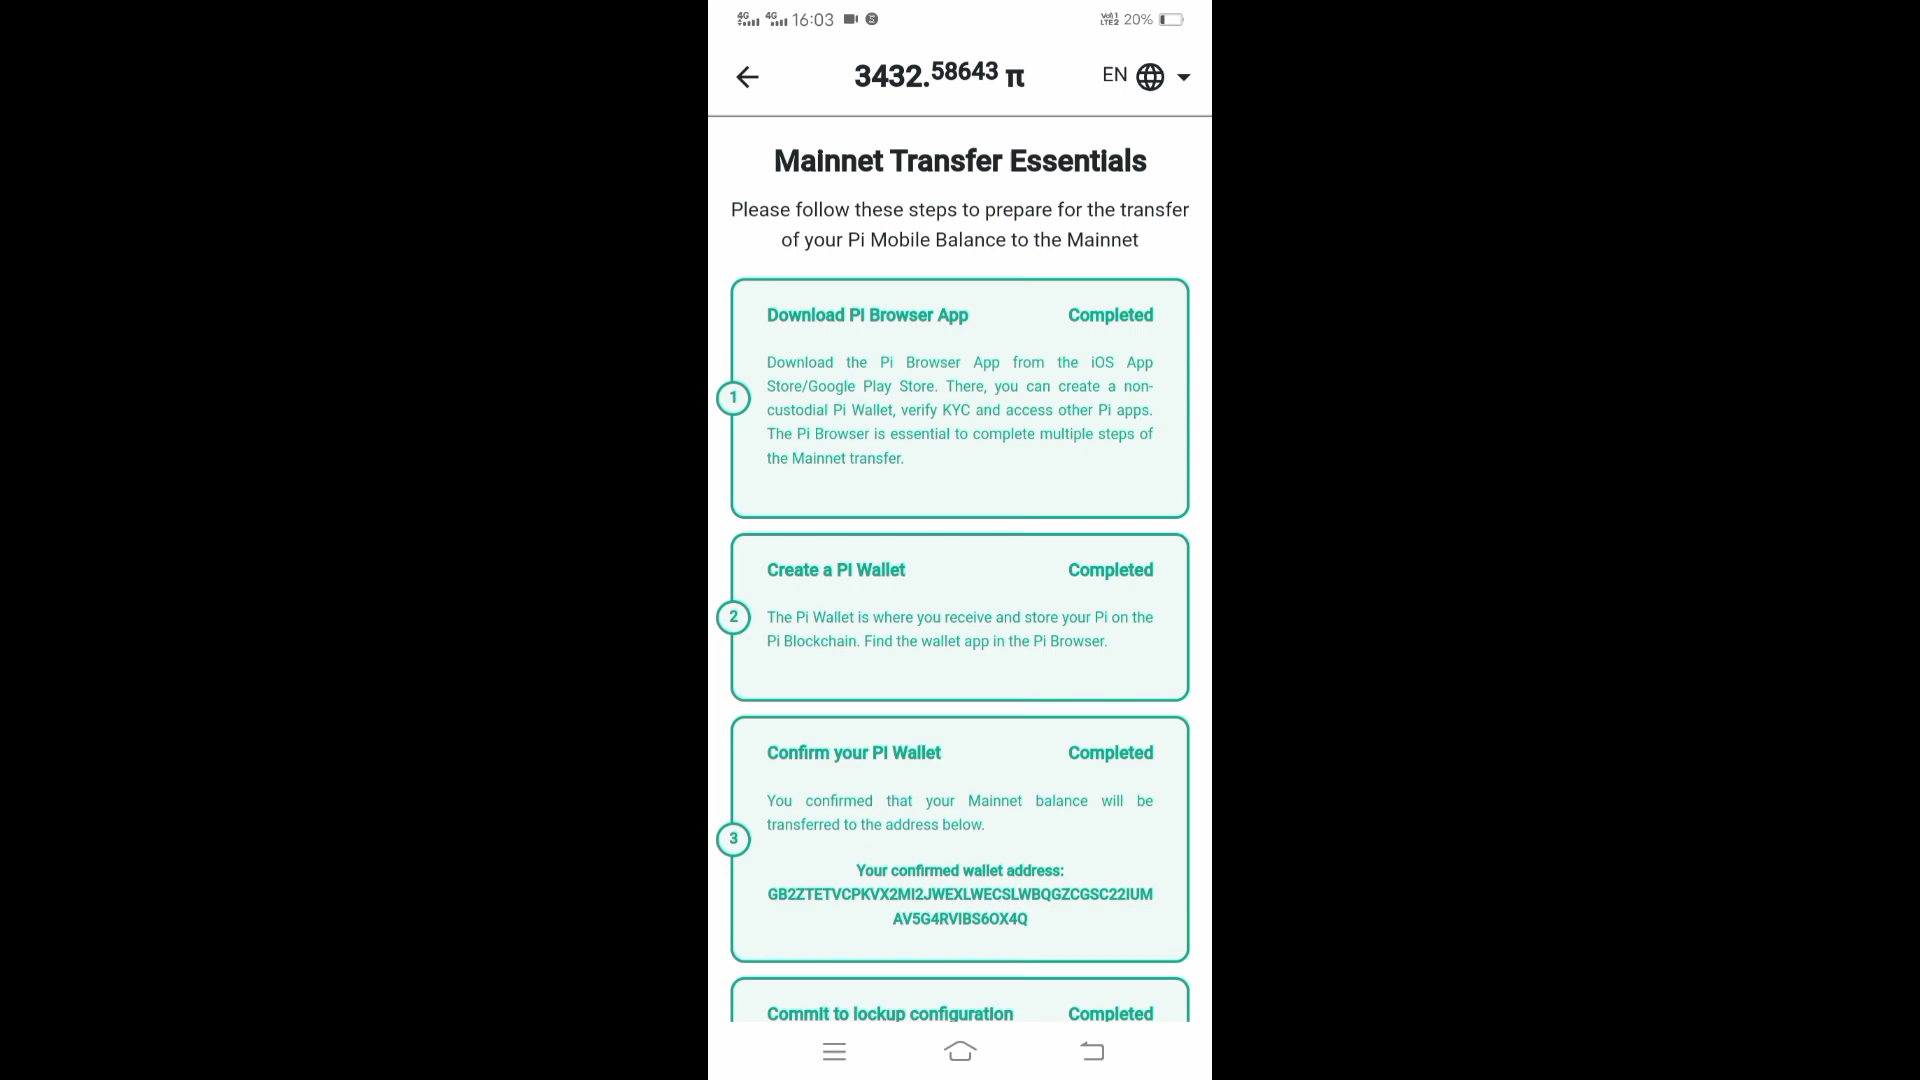 4G 4G 16:03 VoLTE1 LTE2 20%
3432.58643 π EN
Mainnet Transfer Essentials
Please follow these steps to prepare for the transfer
of your Pi Mobile Balance to the Mainnet
Download Pi Browser App Completed
Download the Pi Browser App from the iOS App
Store/Google Play Store. There, you can create a non-
custodial Pi Wallet, verify KYC and access other Pi apps.
The Pi Browser is essential to complete multiple steps of
the Mainnet transfer.
1
Create a Pi Wallet Completed
The Pi Wallet is where you receive and store your Pi on the
Pi Blockchain. Find the wallet app in the Pi Browser.
2
Confirm your Pi Wallet Completed
You confirmed that your Mainnet balance will be
transferred to the address below.
3
Your confirmed wallet address:
GB2ZTETVCPKVX2MI2JWEXLWECSLWBQGZCGSC22IUM
AV5G4RVIBS6OX4Q
Commit to lockup configuration Completed